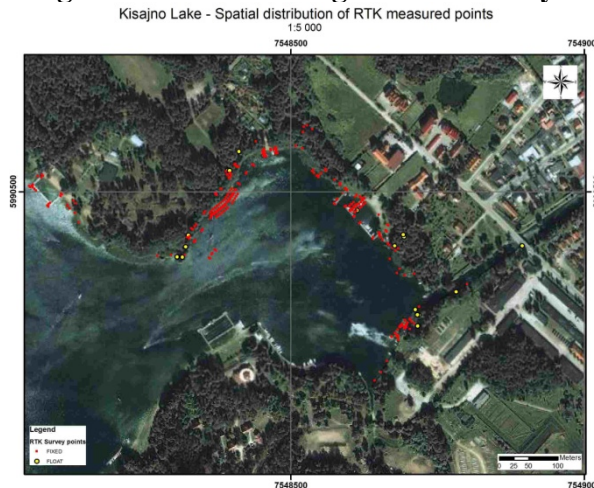 Kisajno Lake - Spatial distribution of RTK measured points
1:5 000
7548500
7549000
5990500
Legend
RTK Survey points
FIXED
FLOAT
Meters
0 25 50 100
7548500
7549000